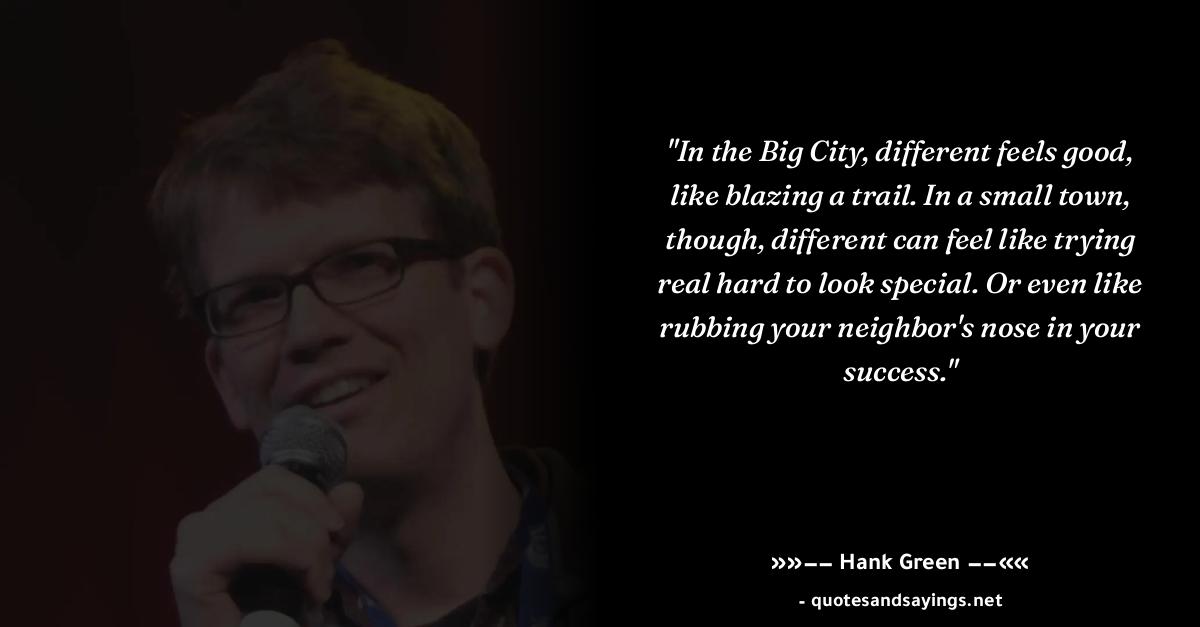 "In the Big City, different feels good,
like blazing a trail. In a small town,
though, different can feel like trying
real hard to look special. Or even like
rubbing your neighbor's nose in your
success."
»»−− Hank Green −−««
- quotesandsayings.net